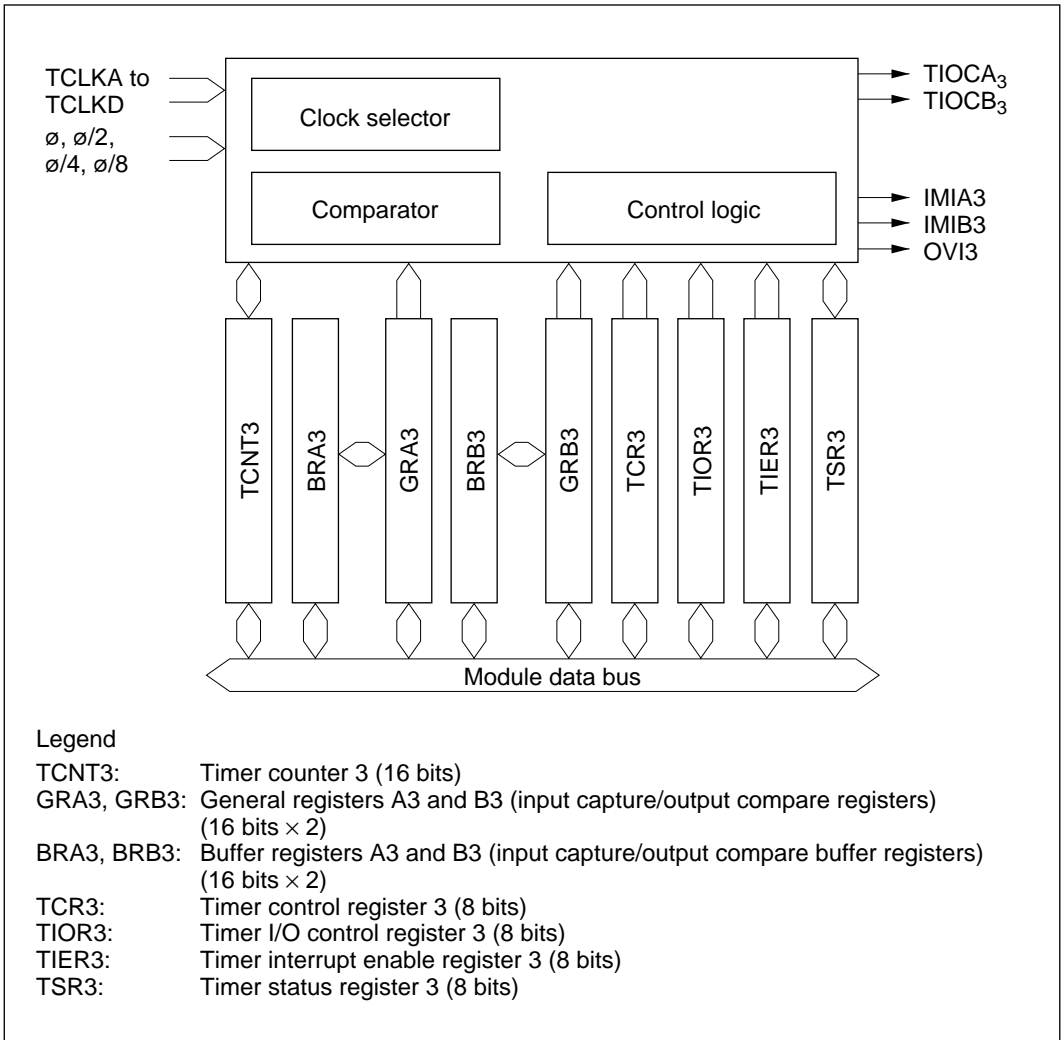 TCLKA to
TCLKD
ø, ø/2,
ø/4, ø/8
Clock selector
Comparator
Control logic
TIOCA3
TIOCB3
IMIA3
IMIB3
OVI3
TCNT3
BRA3
GRA3
BRB3
GRB3
TCR3
TIOR3
TIER3
TSR3
Module data bus
Legend
TCNT3: Timer counter 3 (16 bits)
GRA3, GRB3: General registers A3 and B3 (input capture/output compare registers)
(16 bits × 2)
BRA3, BRB3: Buffer registers A3 and B3 (input capture/output compare buffer registers)
(16 bits × 2)
TCR3: Timer control register 3 (8 bits)
TIOR3: Timer I/O control register 3 (8 bits)
TIER3: Timer interrupt enable register 3 (8 bits)
TSR3: Timer status register 3 (8 bits)